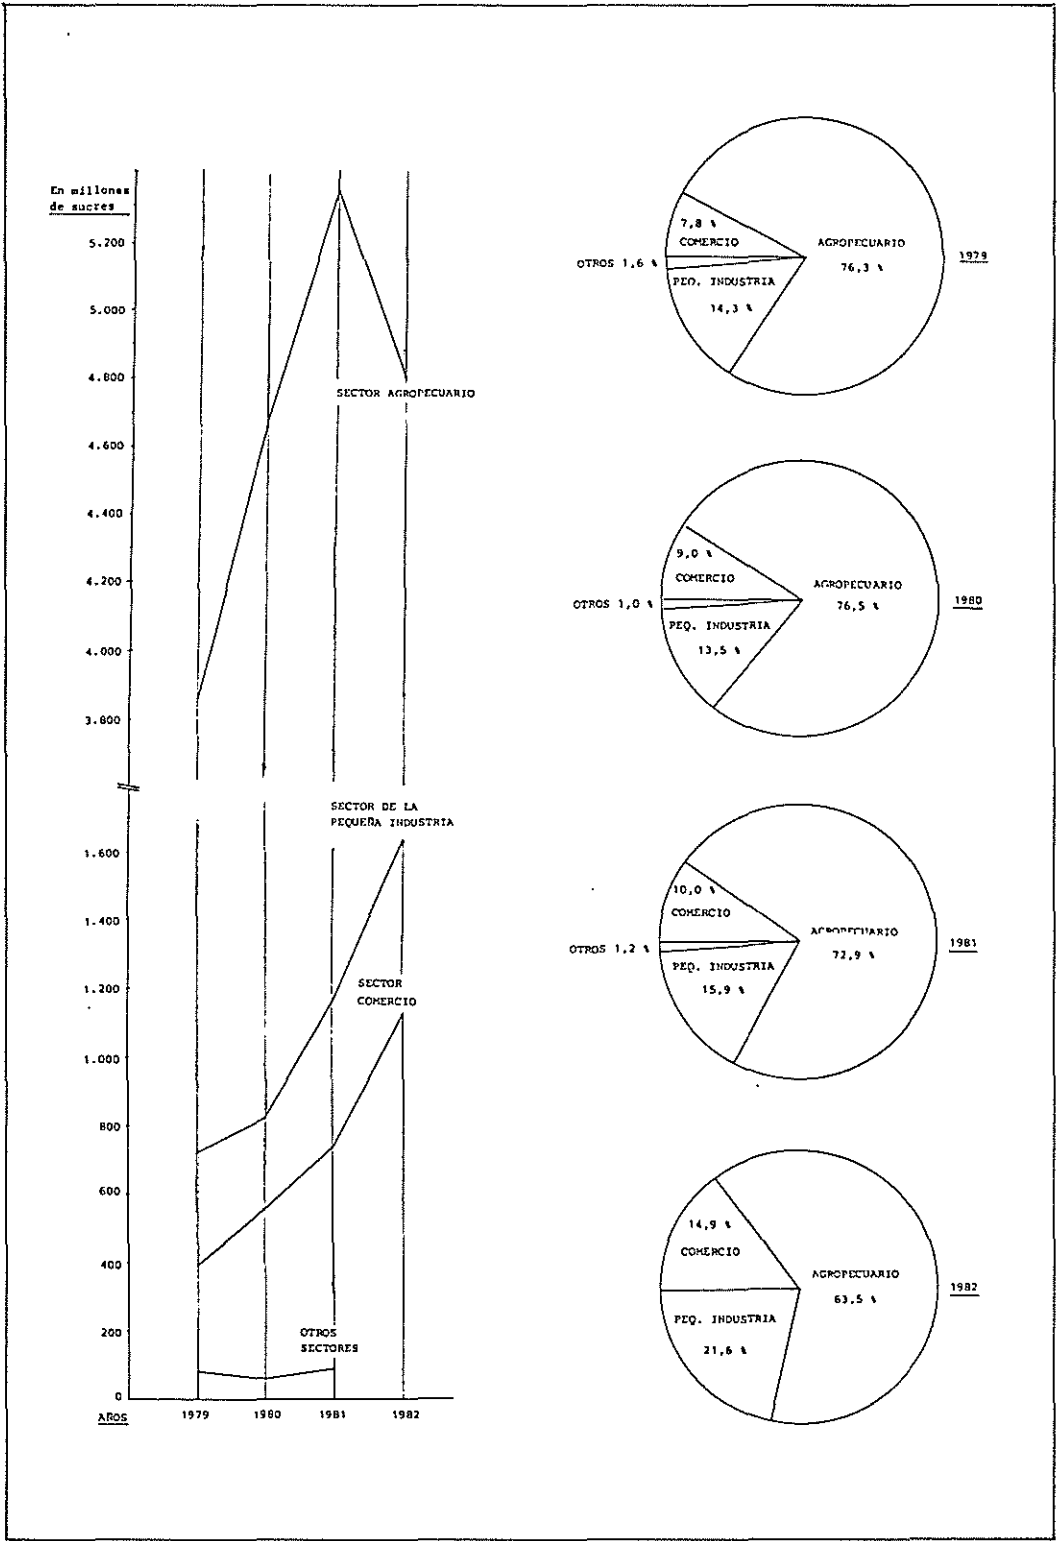 En millones
de sucres
5.200
5.000
4.800
4.600
4.400
4.200
4.000
3.800
1.600
1.400
1.200
1.000
800
600
400
200
0
AÑOS
1979 1980 1981 1982
SECTOR AGROPECUARIO
SECTOR DE LA
PEQUEÑA INDUSTRIA
SECTOR
COMERCIO
OTROS
SECTORES
7,8 %
COMERCIO
OTROS 1,6 %
PEQ. INDUSTRIA
14,3 %
AGROPECUARIO
76,3 %
1979
9,0 %
COMERCIO
OTROS 1,0 %
PEQ. INDUSTRIA
13,5 %
AGROPECUARIO
76,5 %
1980
10,0 %
COMERCIO
OTROS 1,2 %
PEQ. INDUSTRIA
15,9 %
AGROPECUARIO
72,9 %
1981
14,9 %
COMERCIO
PEQ. INDUSTRIA
21,6 %
AGROPECUARIO
63,5 %
1982